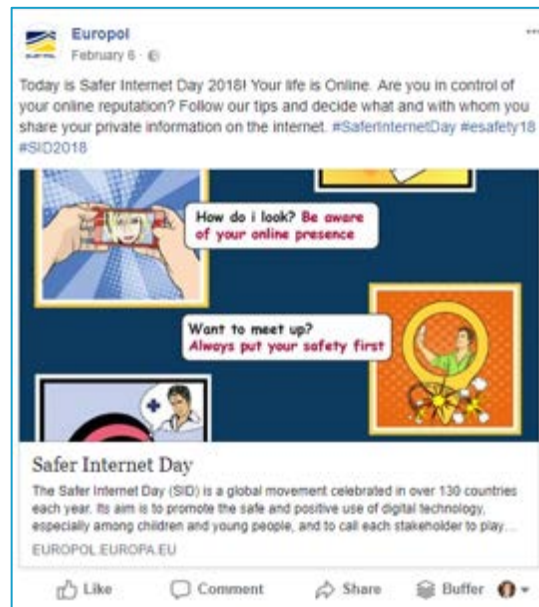 Europol
February 6
Today is Safer Internet Day 2018! Your life is Online. Are you in control of
your online reputation? Follow our tips and decide what and with whom you
share your private information on the internet. #SaferInternetDay #esafety18
#SID2018
How do i look? Be aware
of your online presence
Want to meet up?
Always put your safety first
Safer Internet Day
The Safer Internet Day (SID) is a global movement celebrated in over 130 countries
each year. Its aim is to promote the safe and positive use of digital technology,
especially among children and young people, and to call each stakeholder to play...
EUROPOL.EUROPA.EU
Like Comment Share Buffer